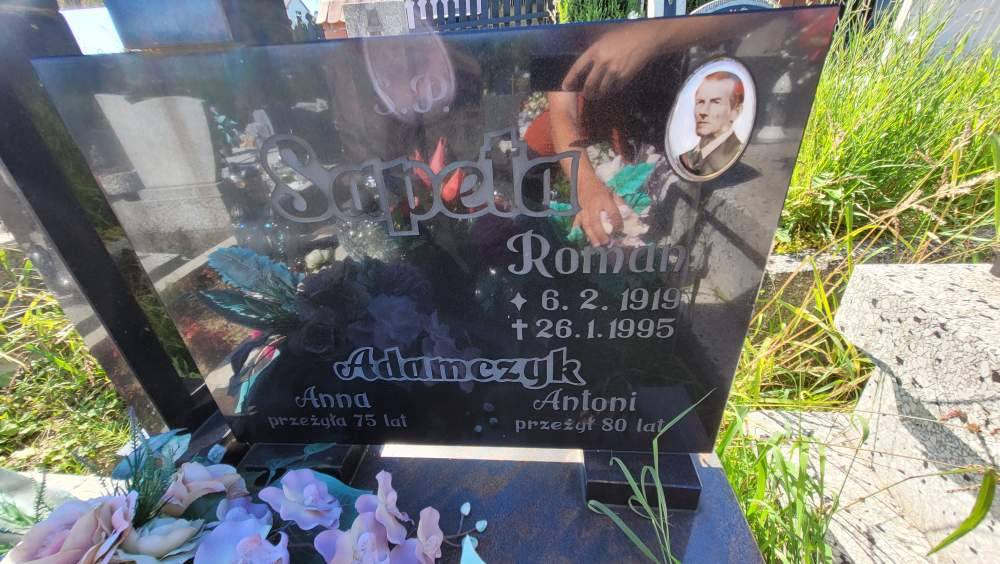 Ś.P
Sapeta
Roman
6. 2. 1919
26. 1. 1995
Adamczyk
Anna Antoni
przeżyła 75 lat przeżył 80 lat